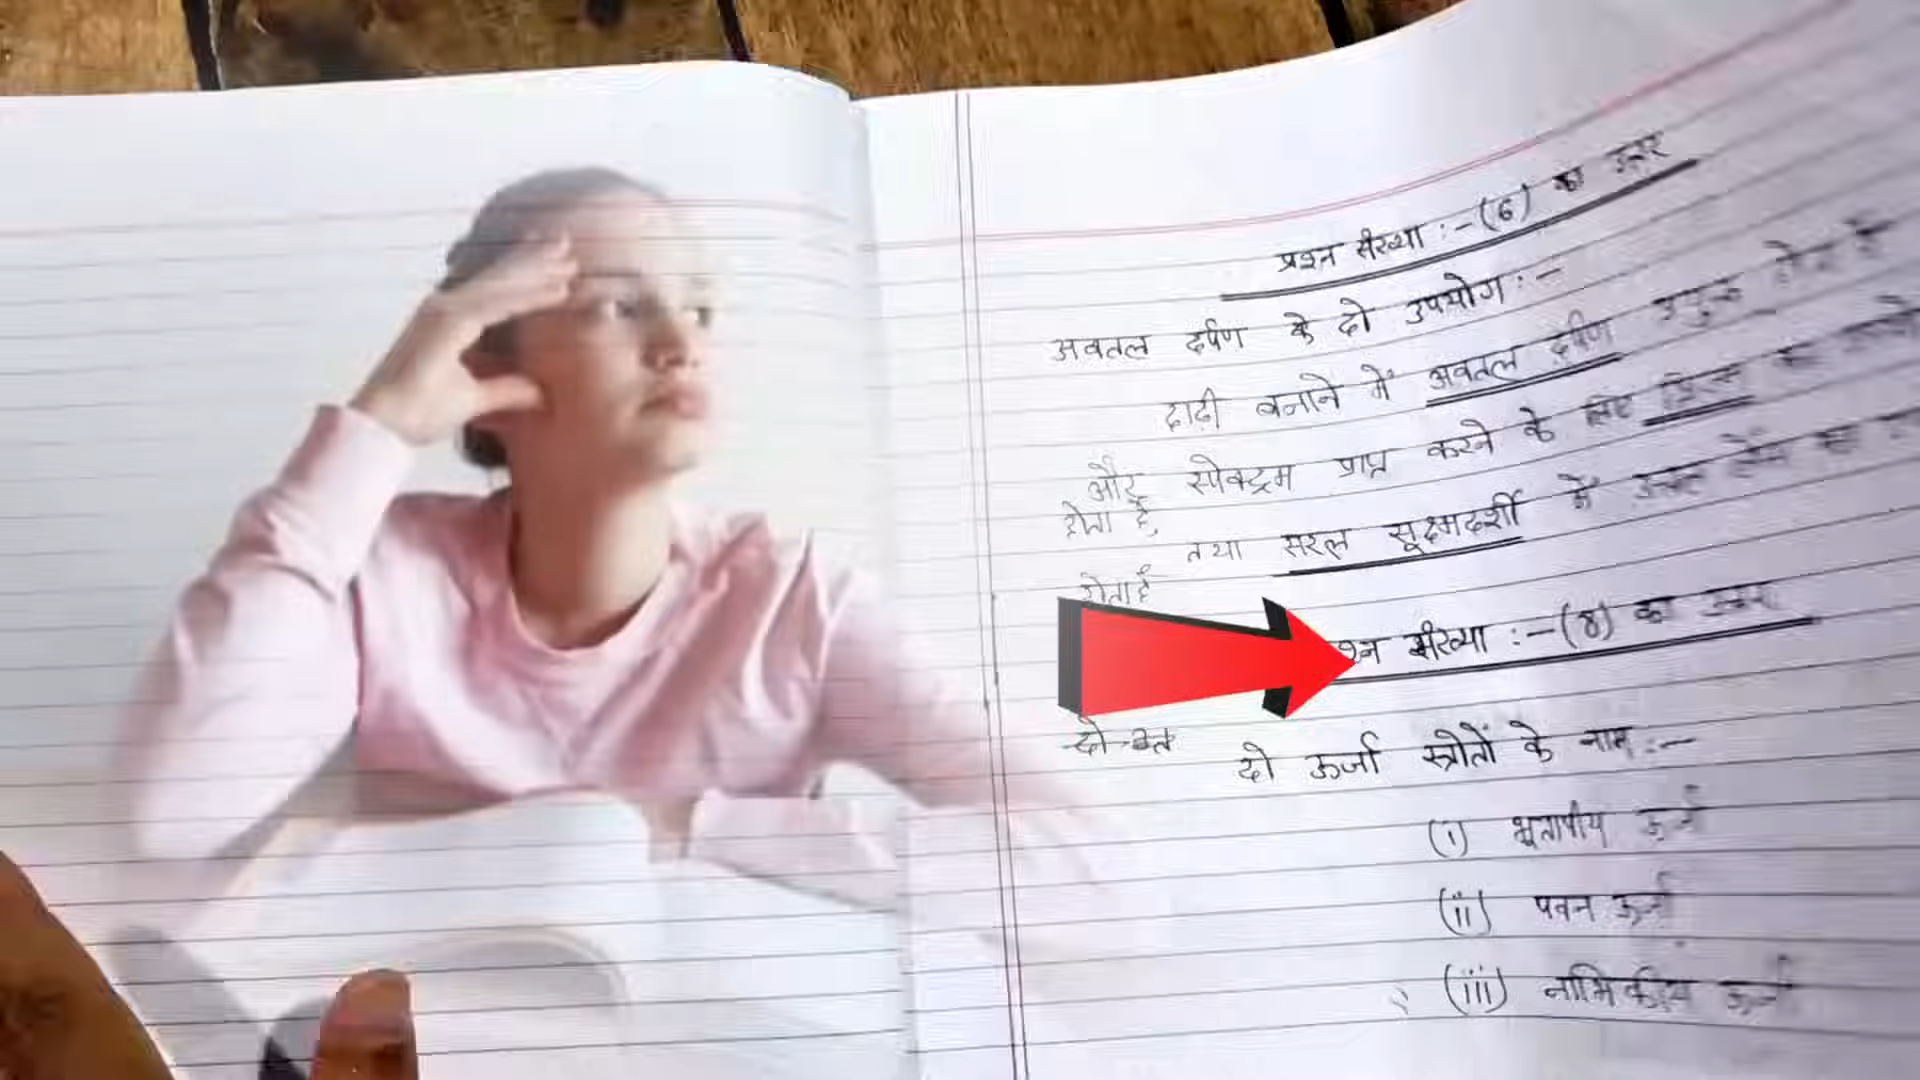 प्रश्न संख्या :- (6) का उत्तर
अवतल दर्पण के दो उपयोग :-
दाढी बनाने में अवतल दर्पण
और स्पेक्ट्रम प्राप्त करने के लिए
होता है,
तथा सरल सूक्ष्मदर्शी में
होता है
श्न संख्या :- (8) का उत्तर
दो ऊर्जा स्त्रोतों के नाम :-
(i) भूतापीय ऊर्जा
(ii) पवन ऊर्जा
(iii) नाभिकीय ऊर्जा